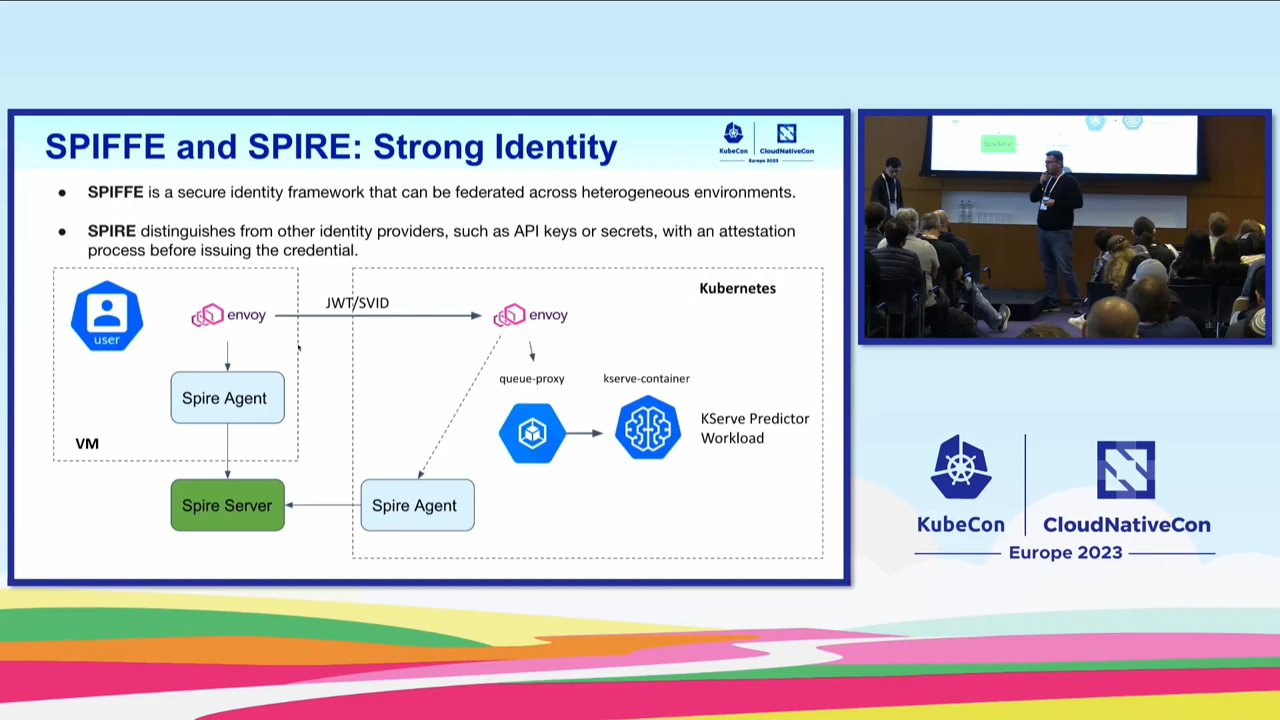 SPIFFE and SPIRE: Strong Identity
KubeCon
CloudNativeCon
Europe 2023
● SPIFFE is a secure identity framework that can be federated across heterogeneous environments.
● SPIRE distinguishes from other identity providers, such as API keys or secrets, with an attestation
process before issuing the credential.
user
envoy
JWT/SVID
envoy
Kubernetes
queue-proxy
kserve-container
Spire Agent
KServe Predictor
Workload
VM
Spire Server
Spire Agent
Spire Server
KubeCon
CloudNativeCon
Europe 2023